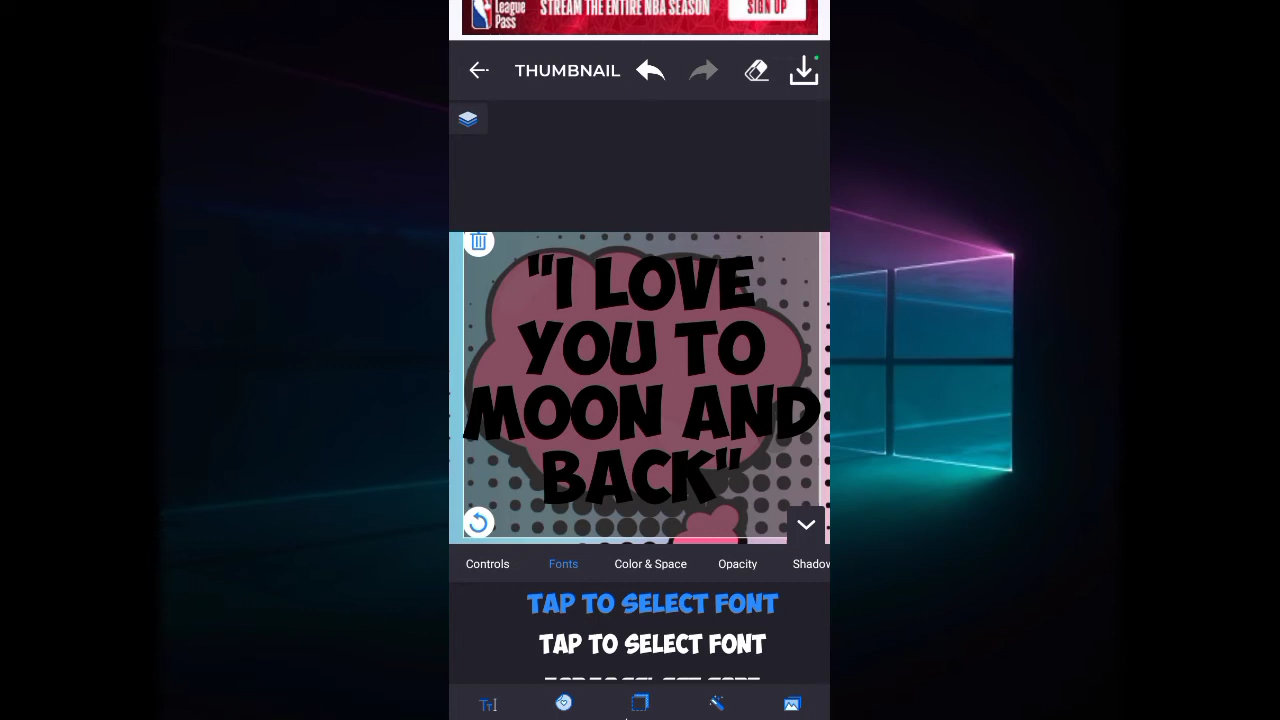 League
Pass
STREAM THE ENTIRE NBA SEASON
SIGN UP
THUMBNAIL
"I LOVE
YOU TO
MOON AND
BACK"
Controls
Fonts
Color & Space
Opacity
TAP TO SELECT FONT
TAP TO SELECT FONT